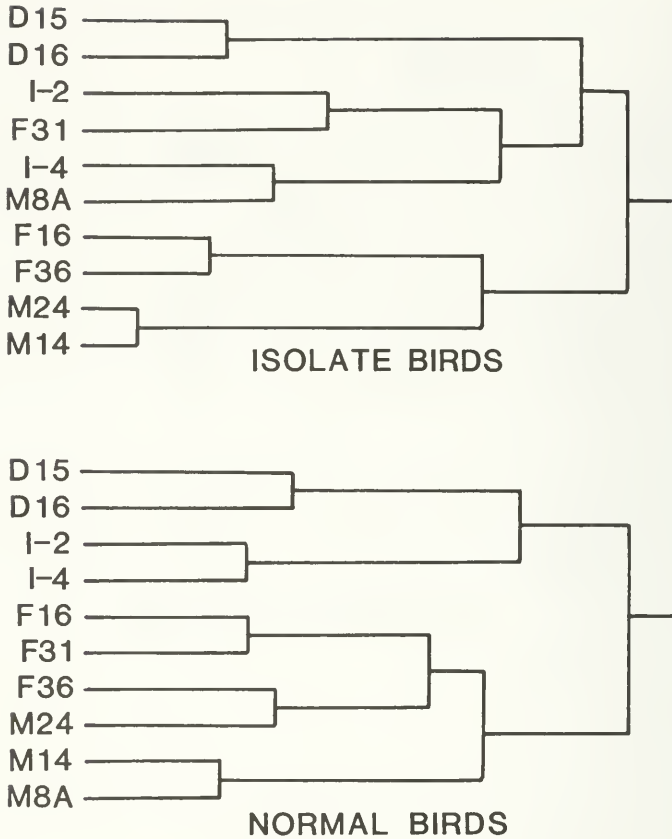 D15
D16
I-2
F31
I-4
M8A
F16
F36
M24
M14
ISOLATE BIRDS
D15
D16
I-2
I-4
F16
F31
F36
M24
M14
M8A
NORMAL BIRDS